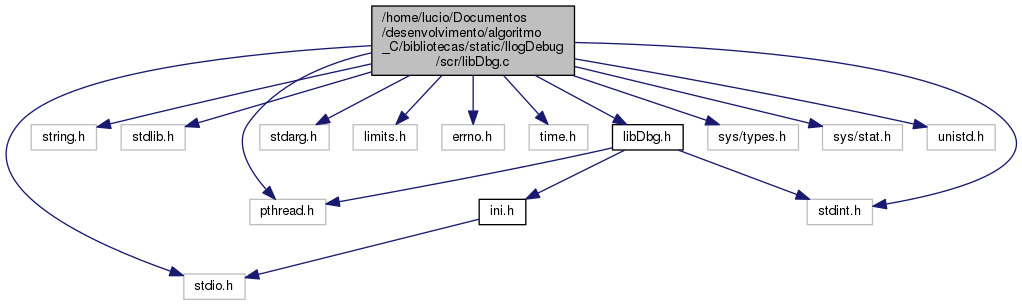 /home/lucio/Documentos
/desenvolvimento/algoritmo
_C/bibliotecas/static/llogDebug
/scr/libDbg.c
string.h
stdlib.h
stdarg.h
limits.h
errno.h
time.h
libDbg.h
sys/types.h
sys/stat.h
unistd.h
pthread.h
ini.h
stdint.h
stdio.h